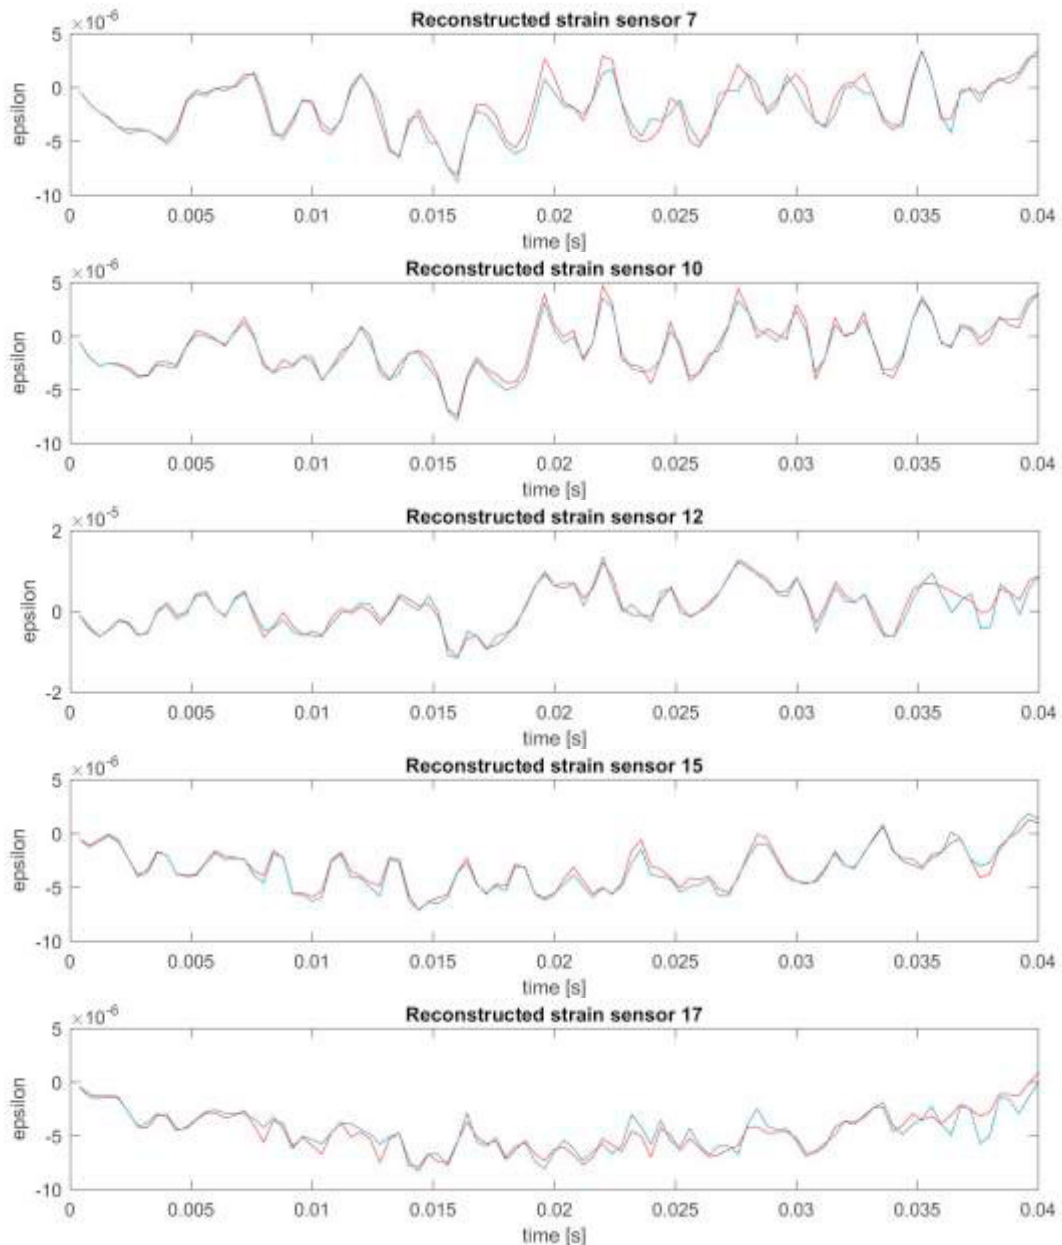 Reconstructed strain sensor 7
×10⁻⁶
5
0
-5
-10
epsilon
0 0.005 0.01 0.015 0.02 0.025 0.03 0.035 0.04
time [s]
Reconstructed strain sensor 10
×10⁻⁶
5
0
-5
-10
epsilon
0 0.005 0.01 0.015 0.02 0.025 0.03 0.035 0.04
time [s]
Reconstructed strain sensor 12
×10⁻⁵
2
0
-2
epsilon
0 0.005 0.01 0.015 0.02 0.025 0.03 0.035 0.04
time [s]
Reconstructed strain sensor 15
×10⁻⁶
5
0
-5
-10
epsilon
0 0.005 0.01 0.015 0.02 0.025 0.03 0.035 0.04
time [s]
Reconstructed strain sensor 17
×10⁻⁶
5
0
-5
-10
epsilon
0 0.005 0.01 0.015 0.02 0.025 0.03 0.035 0.04
time [s]